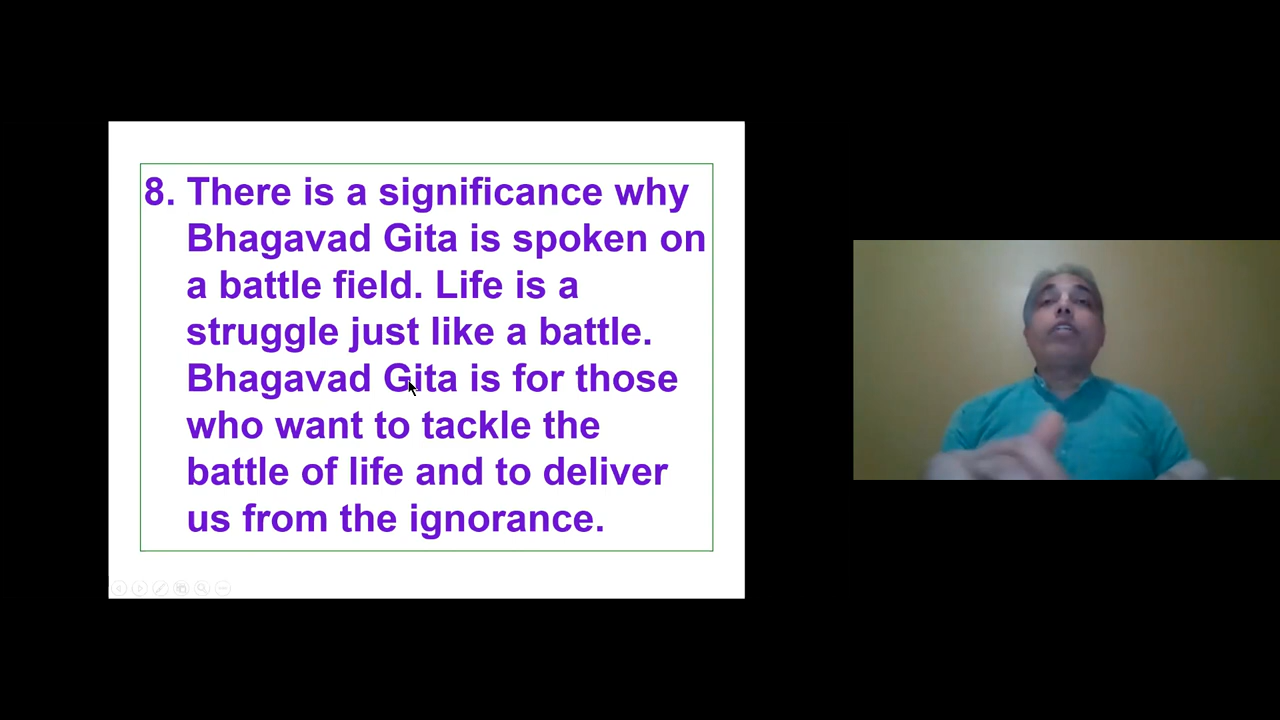 8. There is a significance why
Bhagavad Gita is spoken on
a battle field. Life is a
struggle just like a battle.
Bhagavad Gita is for those
who want to tackle the
battle of life and to deliver
us from the ignorance.